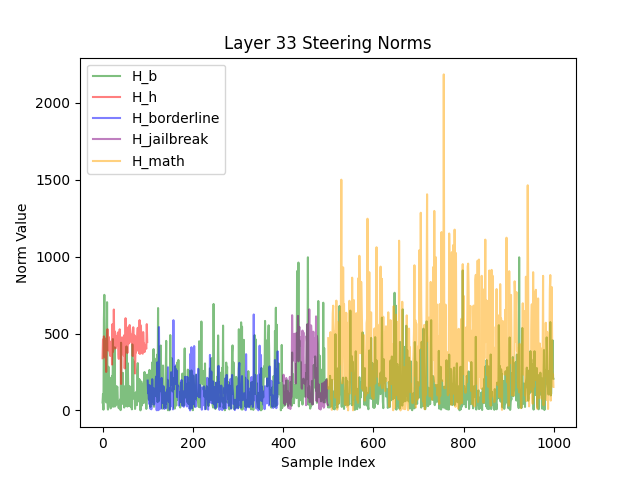 Layer 33 Steering Norms
H_b
H_h
H_borderline
H_jailbreak
H_math
Norm Value
2000
1500
1000
500
0
0
200
400
600
800
1000
Sample Index